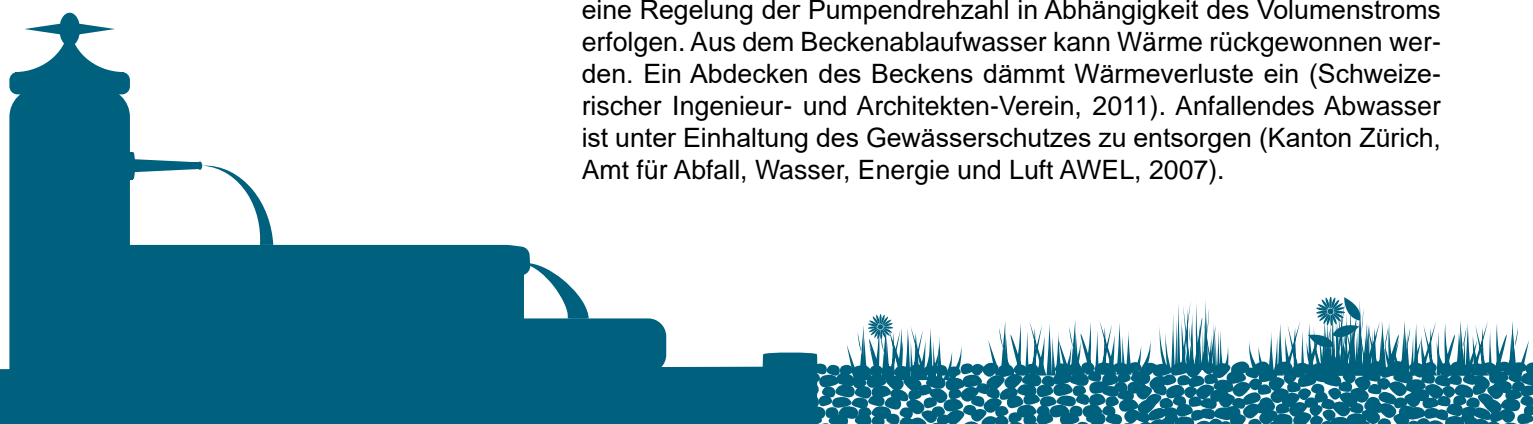 eine Regelung der Pumpendrehzahl in Abhängigkeit des Volumenstroms
erfolgen. Aus dem Beckenablaufwasser kann Wärme rückgewonnen wer-
den. Ein Abdecken des Beckens dämmt Wärmeverluste ein (Schweize-
rischer Ingenieur- und Architekten-Verein, 2011). Anfallendes Abwasser
ist unter Einhaltung des Gewässerschutzes zu entsorgen (Kanton Zürich,
Amt für Abfall, Wasser, Energie und Luft AWEL, 2007).